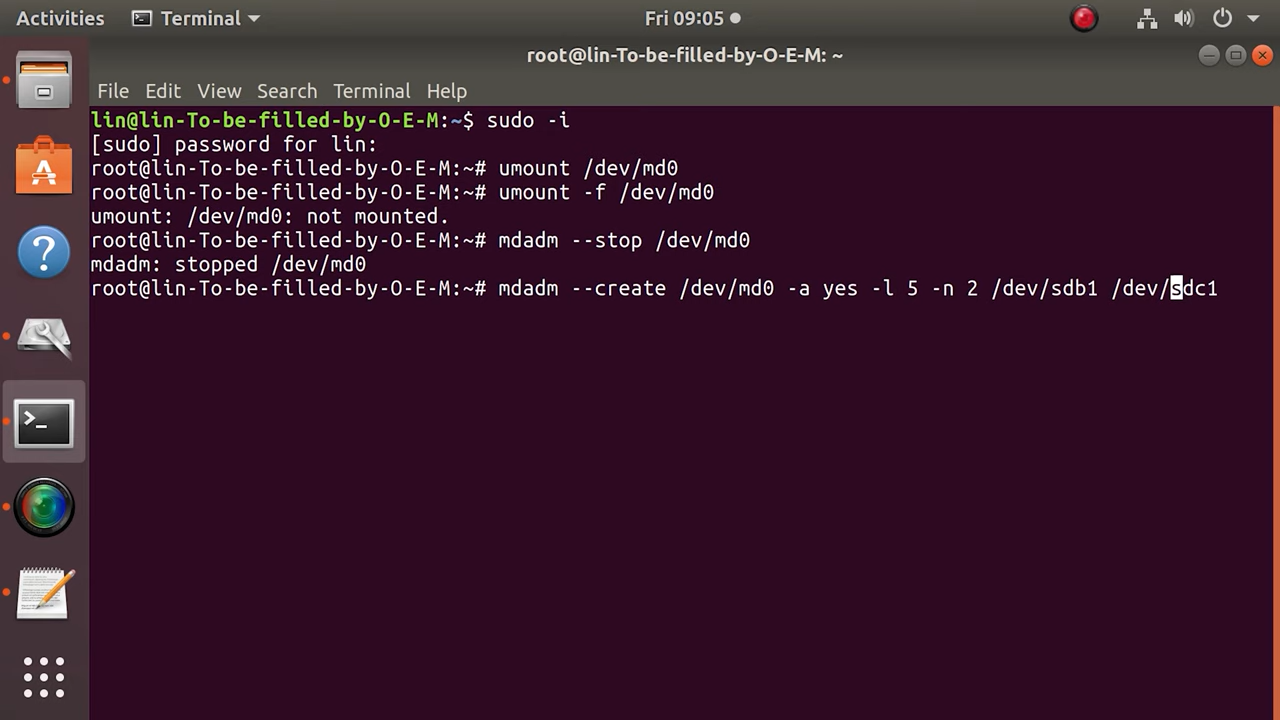 Activities Terminal Fri 09:05
root@lin-To-be-filled-by-O-E-M: ~
File Edit View Search Terminal Help
lin@lin-To-be-filled-by-O-E-M:~$ sudo -i
[sudo] password for lin:
root@lin-To-be-filled-by-O-E-M:~# umount /dev/md0
root@lin-To-be-filled-by-O-E-M:~# umount -f /dev/md0
umount: /dev/md0: not mounted.
root@lin-To-be-filled-by-O-E-M:~# mdadm --stop /dev/md0
mdadm: stopped /dev/md0
root@lin-To-be-filled-by-O-E-M:~# mdadm --create /dev/md0 -a yes -l 5 -n 2 /dev/sdb1 /dev/sdc1